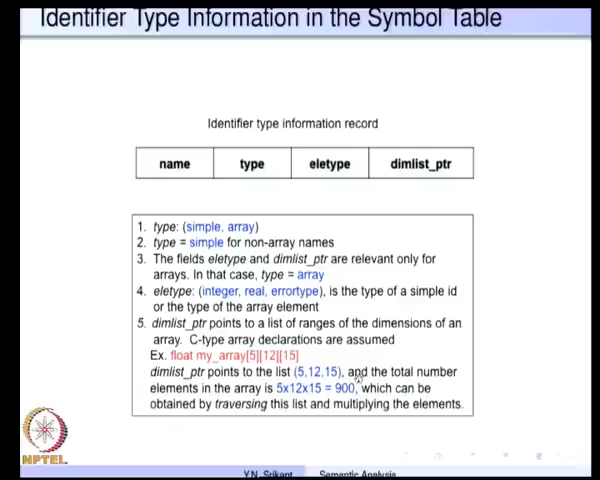 Identifier Type Information in the Symbol Table
Identifier type information record
name type eletype dimlist_ptr
1. type: (simple, array)
2. type = simple for non-array names
3. The fields eletype and dimlist_ptr are relevant only for
arrays. In that case, type = array
4. eletype: (integer, real, errortype), is the type of a simple id
or the type of the array element
5. dimlist_ptr points to a list of ranges of the dimensions of an
array. C-type array declarations are assumed
Ex. float my_array[5][12][15]
dimlist_ptr points to the list (5,12,15), and the total number
elements in the array is 5x12x15 = 900, which can be
obtained by traversing this list and multiplying the elements.
NPTEL
Y.N. Srikant Semantic Analysis